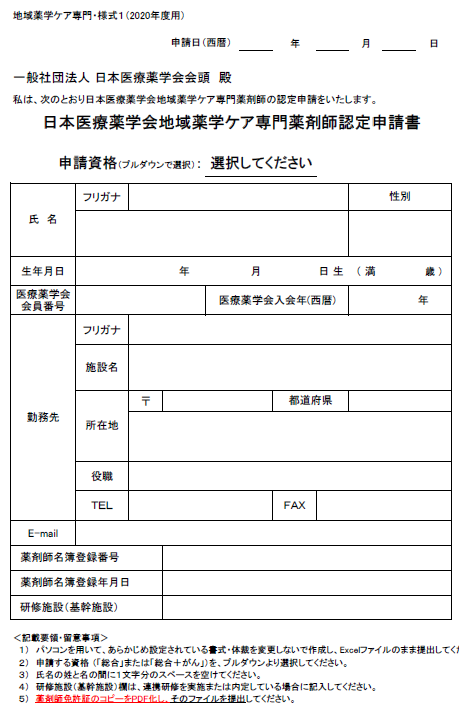 地域薬学ケア専門・様式1（2020年度用）
申請日（西暦） 年 月 日
一般社団法人 日本医療薬学会会頭 殿
私は、次のとおり日本医療薬学会地域薬学ケア専門薬剤師の認定申請をいたします。
日本医療薬学会地域薬学ケア専門薬剤師認定申請書
申請資格（プルダウンで選択）： 選択してください
フリガナ 性別
氏 名
生年月日 年 月 日 生 （ 満 歳 ）
医療薬学会会員番号 医療薬学会入会年（西暦） 年
フリガナ
施設名
勤務先
〒 都道府県
所在地
役職
TEL FAX
E-mail
薬剤師名簿登録番号
薬剤師名簿登録年月日
研修施設（基幹施設）
＜記載要領・留意事項＞
1） パソコンを用いて、あらかじめ設定されている書式・体裁を変更しないで作成し、Excelファイルのまま提出してく
2） 申請する資格（「総合」または「総合＋がん」）を、プルダウンより選択してください。
3） 氏名の姓と名の間に1文字分のスペースを空けてください。
4） 研修施設（基幹施設）欄は、連携研修を実施または内定している場合に記入してください。
5） 薬剤師免許証のコピーをPDF化し、そのファイルを提出してください。